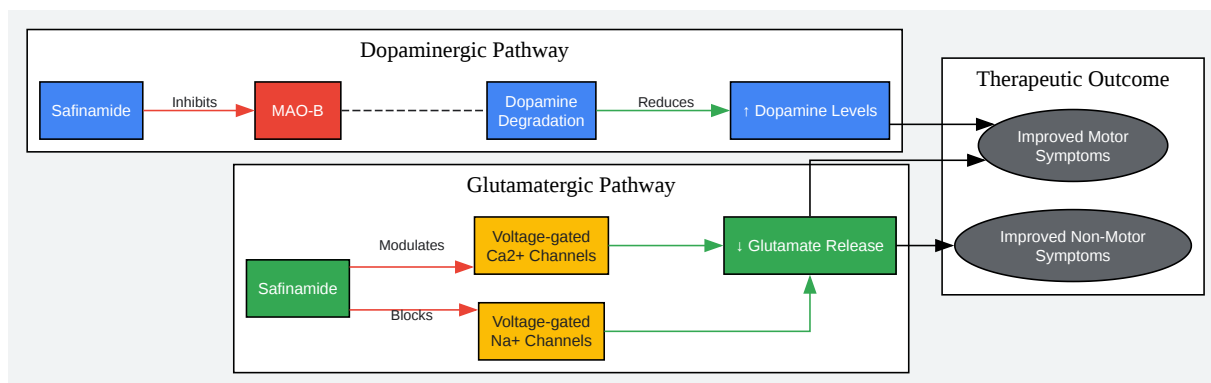 Dopaminergic Pathway
Safinamide
Inhibits
MAO-B
Dopamine
Degradation
Reduces
↑ Dopamine Levels
Therapeutic Outcome
Improved Motor
Symptoms
Improved Non-Motor
Symptoms
Glutamatergic Pathway
Safinamide
Modulates
Blocks
Voltage-gated
Ca2+ Channels
Voltage-gated
Na+ Channels
↓ Glutamate Release